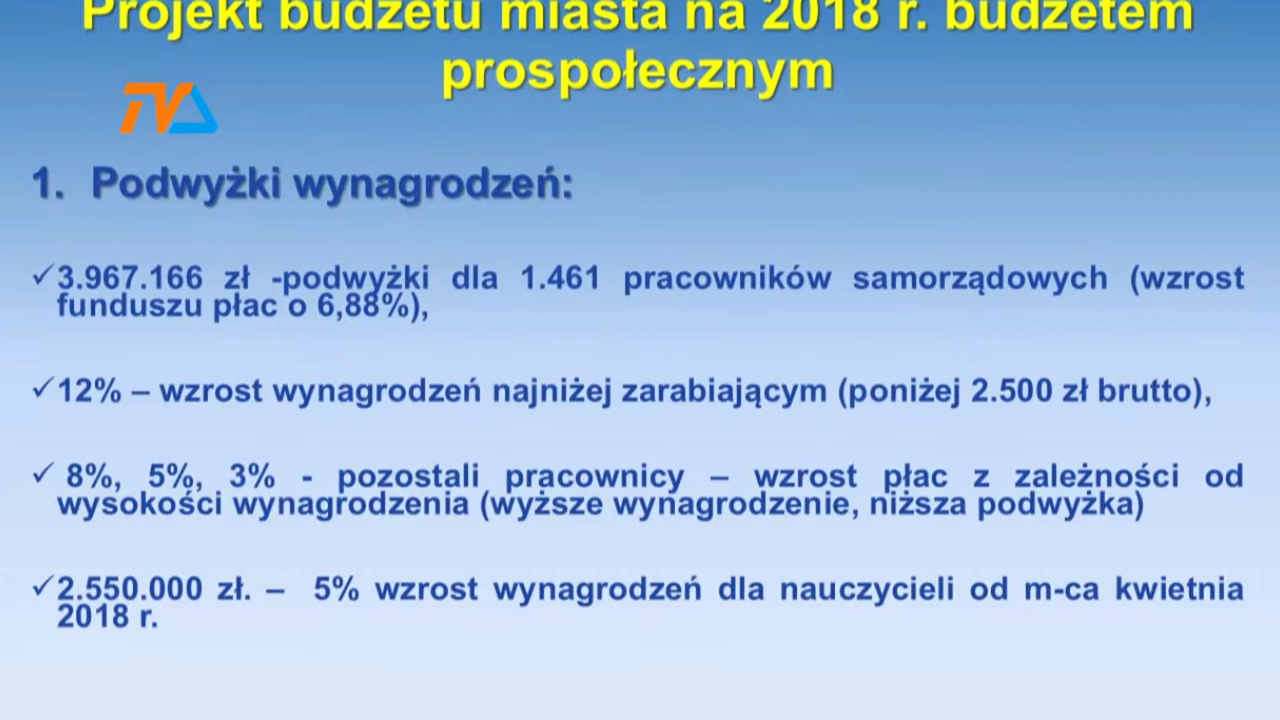 Projekt budżetu miasta na 2018 r. budżetem
prospołecznym
TVA
1. Podwyżki wynagrodzeń:
✓3.967.166 zł -podwyżki dla 1.461 pracowników samorządowych (wzrost
funduszu płac o 6,88%),
✓12% – wzrost wynagrodzeń najniżej zarabiającym (poniżej 2.500 zł brutto),
✓ 8%, 5%, 3% - pozostali pracownicy – wzrost płac z zależności od
wysokości wynagrodzenia (wyższe wynagrodzenie, niższa podwyżka)
✓2.550.000 zł. – 5% wzrost wynagrodzeń dla nauczycieli od m-ca kwietnia
2018 r.